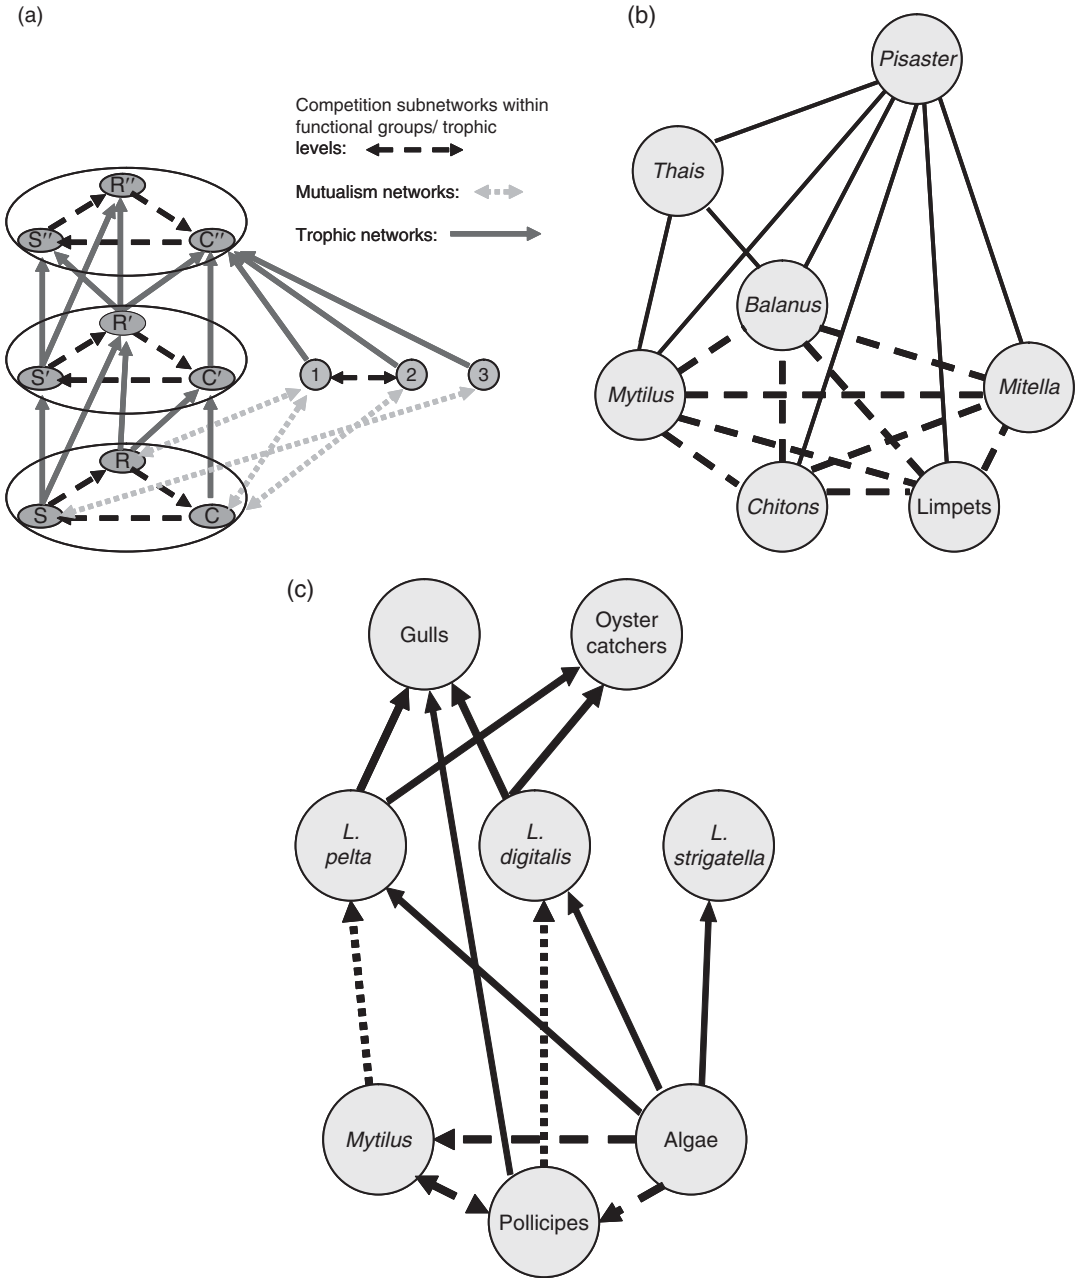 (a)
Competition subnetworks within
functional groups/ trophic
levels:
Mutualism networks:
Trophic networks:
R′′
S′′
C′′
R′
S′
C′
R
S
C
1
2
3
(b)
Pisaster
Thais
Balanus
Mytilus
Mitella
Chitons
Limpets
(c)
Gulls
Oyster
catchers
L.
pelta
L.
digitalis
L.
strigatella
Mytilus
Algae
Pollicipes